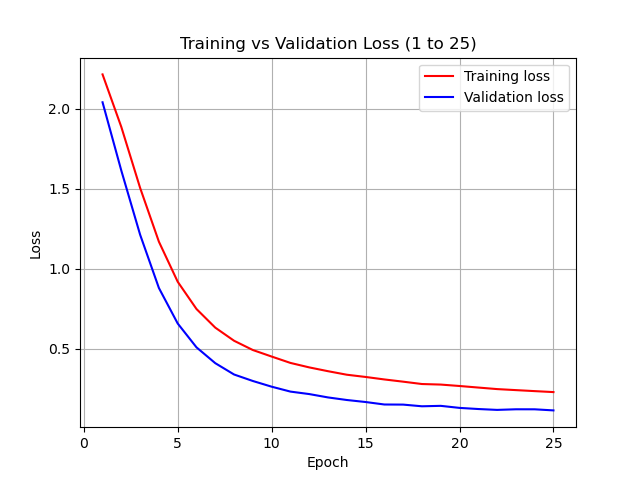 Training vs Validation Loss (1 to 25)
Training loss
Validation loss
2.0
1.5
1.0
0.5
Loss
0 5 10 15 20 25
Epoch